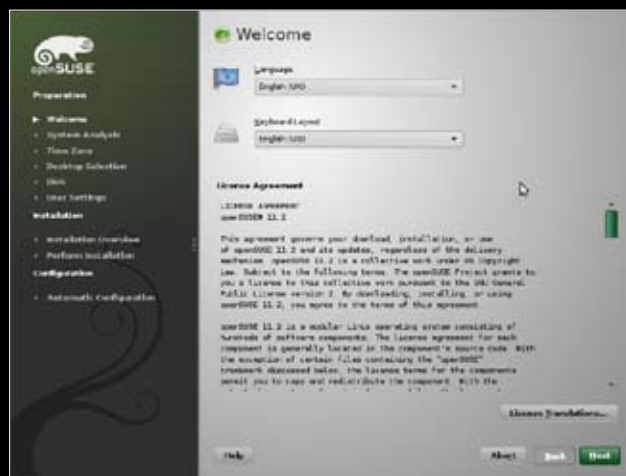 openSUSE
Preparation
Welcome
System Analysis
Time Zone
Desktop Selection
Disk
User Settings
Installation
Installation Overview
Perform Installation
Configuration
Automatic Configuration
Welcome
Language
English (US)
Keyboard Layout
English (US)
License Agreement
LICENSE AGREEMENT
openSUSE® 11.2
This agreement governs your download, installation, or use
of openSUSE 11.2 and its updates, regardless of the delivery
mechanism. openSUSE 11.2 is a collective work under US Copyright
Law. Subject to the following terms, The openSUSE Project grants to
you a license to this collective work pursuant to the GNU General
Public License version 2. By downloading, installing, or using
openSUSE 11.2, you agree to the terms of this agreement.
openSUSE 11.2 is a modular Linux operating system consisting of
hundreds of software components. The license agreement for each
component is generally located in the component's source code. With
the exception of certain files containing the "openSUSE"
trademark discussed below, the license terms for the components
permit you to copy and redistribute the component. With the
License Translations...
Help
Abort
Back
Next